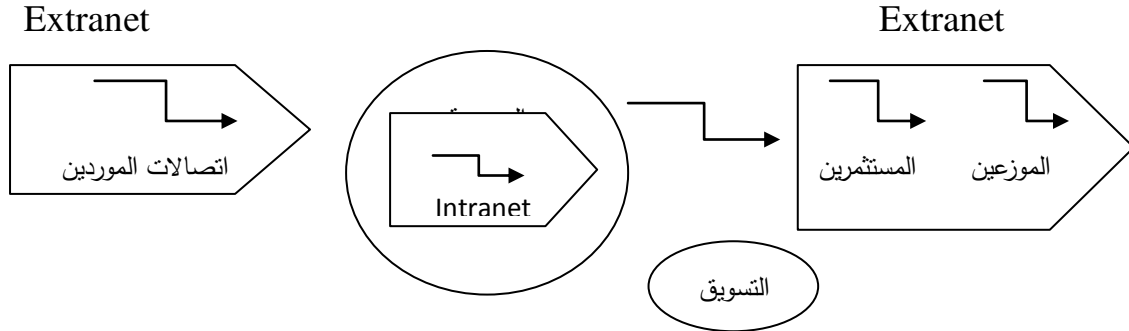 Extranet
Extranet
اتصالات الموردين
Intranet
المستثمرين
الموزعين
التسويق